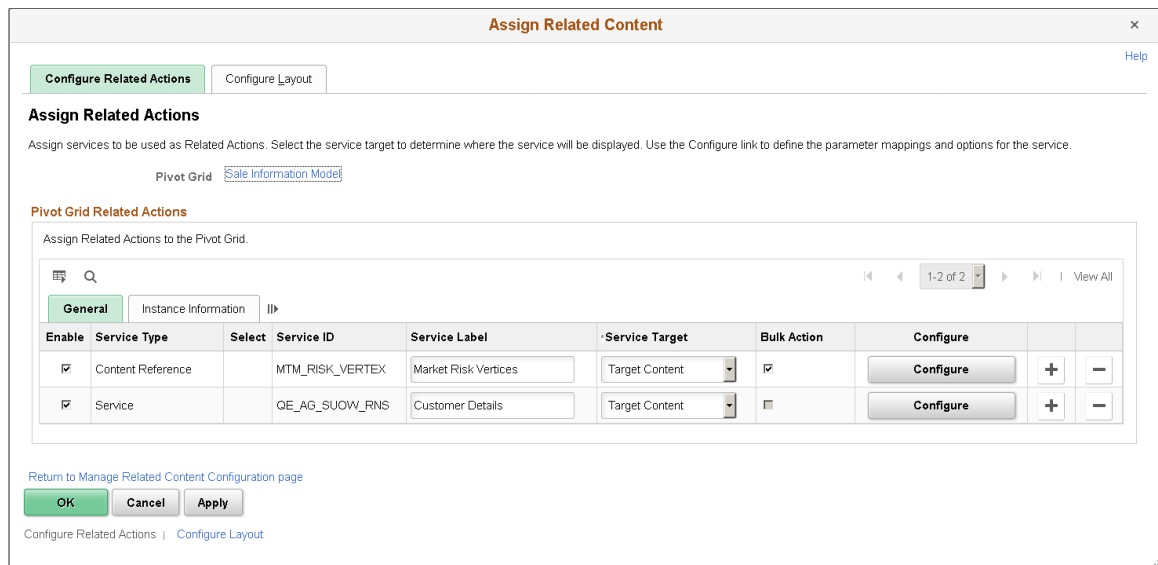 Assign Related Content
×
Help
Configure Related Actions Configure Layout
Assign Related Actions
Assign services to be used as Related Actions. Select the service target to determine where the service will be displayed. Use the Configure link to define the parameter mappings and options for the service.
Pivot Grid Sale Information Model
Pivot Grid Related Actions
Assign Related Actions to the Pivot Grid.
1-2 of 2 | View All
General Instance Information
Enable Service Type Select Service ID Service Label *Service Target Bulk Action Configure
Content Reference MTM_RISK_VERTEX Market Risk Vertices Target Content Configure + −
Service QE_AG_SUOW_RNS Customer Details Target Content Configure + −
Return to Manage Related Content Configuration page
OK Cancel Apply
Configure Related Actions | Configure Layout